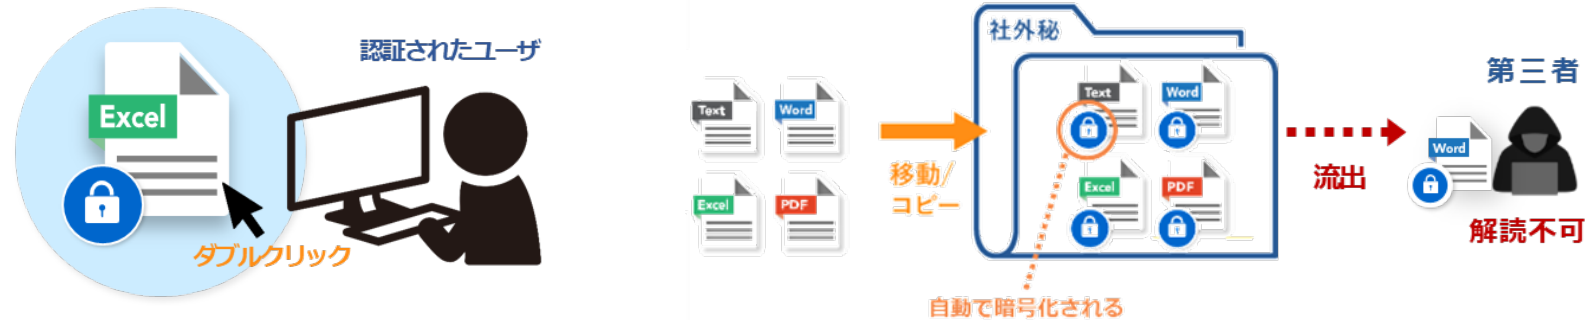 認証されたユーザ
Excel
ダブルクリック
社外秘
Text
Word
Excel
PDF
移動/
コピー
Text
Word
Excel
PDF
自動で暗号化される
流出
第三者
Word
解読不可